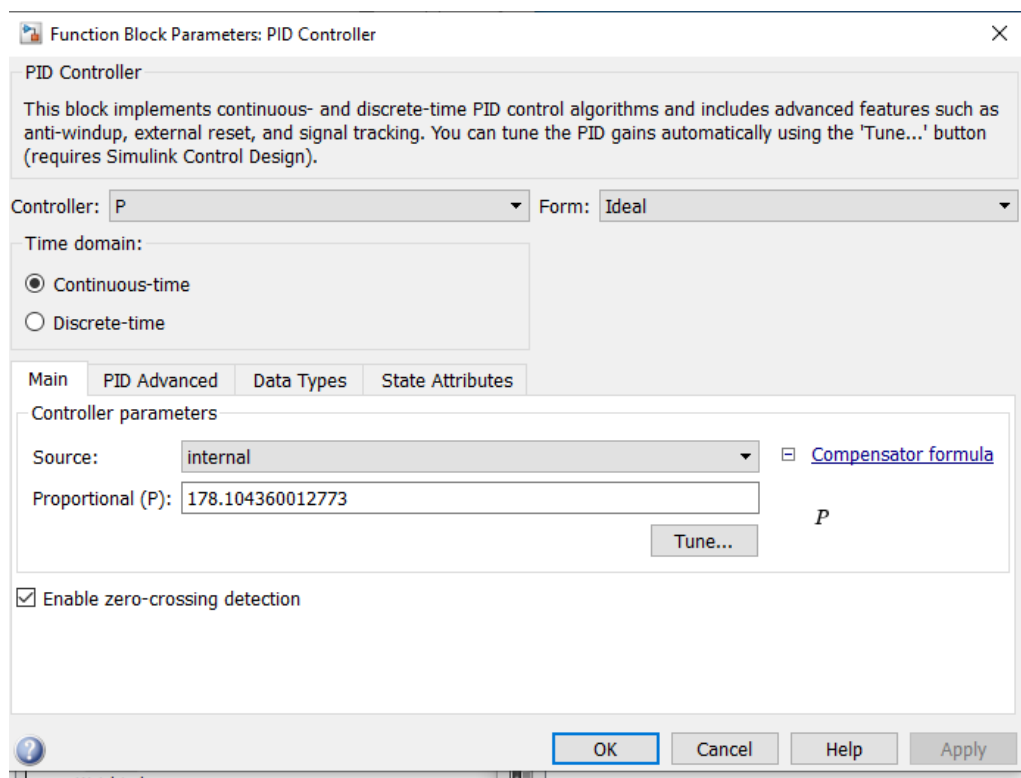 Function Block Parameters: PID Controller
PID Controller
This block implements continuous- and discrete-time PID control algorithms and includes advanced features such as
anti-windup, external reset, and signal tracking. You can tune the PID gains automatically using the 'Tune...' button
(requires Simulink Control Design).
Controller: P Form: Ideal
Time domain:
Continuous-time
Discrete-time
Main PID Advanced Data Types State Attributes
Controller parameters
Source: internal Compensator formula
Proportional (P): 178.104360012773
P
Tune...
Enable zero-crossing detection
OK Cancel Help Apply